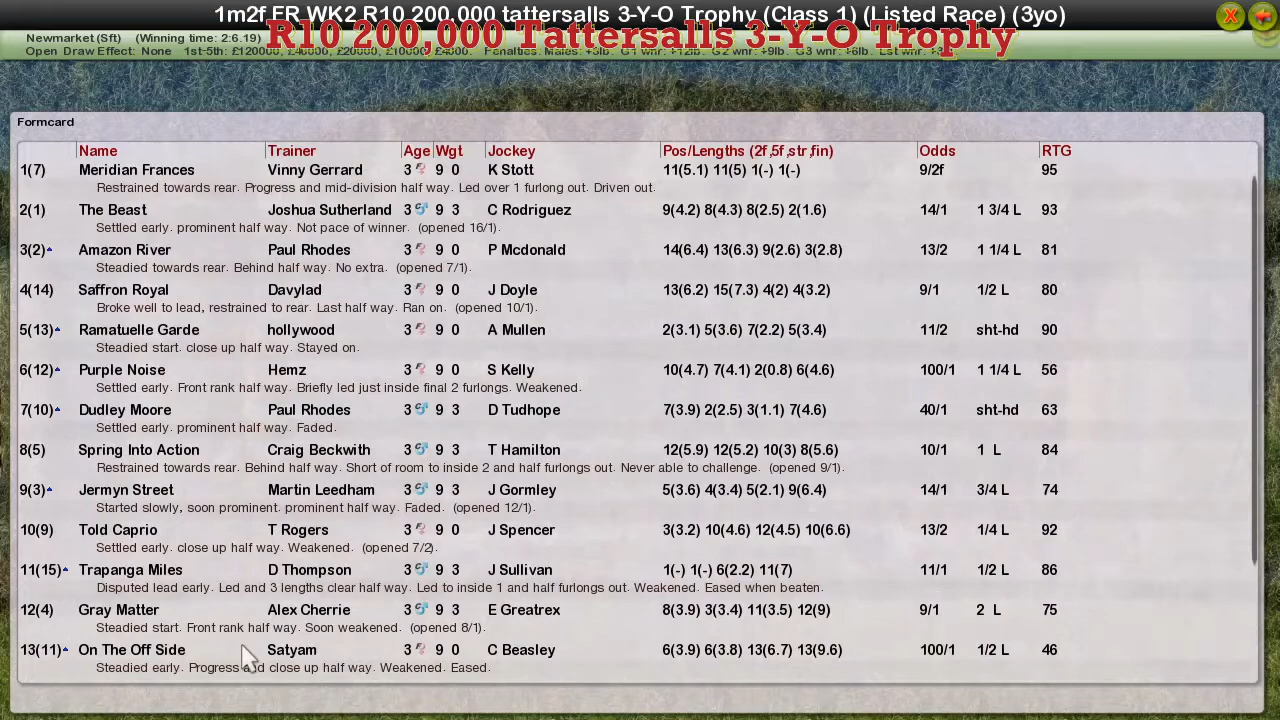 1m2f FR WK2 R10 200,000 tattersalls 3-Y-O Trophy (Class 1) (Listed Race) (3yo)
R10 200,000 Tattersalls 3-Y-O Trophy
Newmarket (Sft) (Winning time: 2:6.19)
Open Draw Effect: None 1st-5th: £120000, £40000, £20000, £10000, £4000. Penalties: Males: +3lb. G1 wnr: +12lb. G2 wnr: +9lb. G3 wnr: +6lb. Lst wnr:
Formcard
Name Trainer Age Wgt Jockey Pos/Lengths (2f,5f,str,fin) Odds RTG
1(7) Meridian Frances Vinny Gerrard 3 9 0 K Stott 11(5.1) 11(5) 1(-) 1(-) 9/2f 95
Restrained towards rear. Progress and mid-division half way. Led over 1 furlong out. Driven out.
2(1) The Beast Joshua Sutherland 3 9 3 C Rodriguez 9(4.2) 8(4.3) 8(2.5) 2(1.6) 14/1 1 3/4 L 93
Settled early. prominent half way. Not pace of winner. (opened 16/1).
3(2) Amazon River Paul Rhodes 3 9 0 P Mcdonald 14(6.4) 13(6.3) 9(2.6) 3(2.8) 13/2 1 1/4 L 81
Steadied towards rear. Behind half way. No extra. (opened 7/1).
4(14) Saffron Royal Davylad 3 9 0 J Doyle 13(6.2) 15(7.3) 4(2) 4(3.2) 9/1 1/2 L 80
Broke well to lead, restrained to rear. Last half way. Ran on. (opened 10/1).
5(13) Ramatuelle Garde hollywood 3 9 0 A Mullen 2(3.1) 5(3.6) 7(2.2) 5(3.4) 11/2 sht-hd 90
Steadied start. close up half way. Stayed on.
6(12) Purple Noise Hemz 3 9 0 S Kelly 10(4.7) 7(4.1) 2(0.8) 6(4.6) 100/1 1 1/4 L 56
Settled early. Front rank half way. Briefly led just inside final 2 furlongs. Weakened.
7(10) Dudley Moore Paul Rhodes 3 9 3 D Tudhope 7(3.9) 2(2.5) 3(1.1) 7(4.6) 40/1 sht-hd 63
Settled early. prominent half way. Faded.
8(5) Spring Into Action Craig Beckwith 3 9 3 T Hamilton 12(5.9) 12(5.2) 10(3) 8(5.6) 10/1 1 L 84
Restrained towards rear. Behind half way. Short of room to inside 2 and half furlongs out. Never able to challenge. (opened 9/1).
9(3) Jermyn Street Martin Leedham 3 9 3 J Gormley 5(3.6) 4(3.4) 5(2.1) 9(6.4) 14/1 3/4 L 74
Started slowly, soon prominent. prominent half way. Faded. (opened 12/1).
10(9) Told Caprio T Rogers 3 9 0 J Spencer 3(3.2) 10(4.6) 12(4.5) 10(6.6) 13/2 1/4 L 92
Settled early. close up half way. Weakened. (opened 7/2).
11(15) Trapanga Miles D Thompson 3 9 3 J Sullivan 1(-) 1(-) 6(2.2) 11(7) 11/1 1/2 L 86
Disputed lead early. Led and 3 lengths clear half way. Led to inside 1 and half furlongs out. Weakened. Eased when beaten.
12(4) Gray Matter Alex Cherrie 3 9 3 E Greatrex 8(3.9) 3(3.4) 11(3.5) 12(9) 9/1 2 L 75
Steadied start. Front rank half way. Soon weakened. (opened 8/1).
13(11) On The Off Side Satyam 3 9 0 C Beasley 6(3.9) 6(3.8) 13(6.7) 13(9.6) 100/1 1/2 L 46
Steadied early. Progress and close up half way. Weakened. Eased.